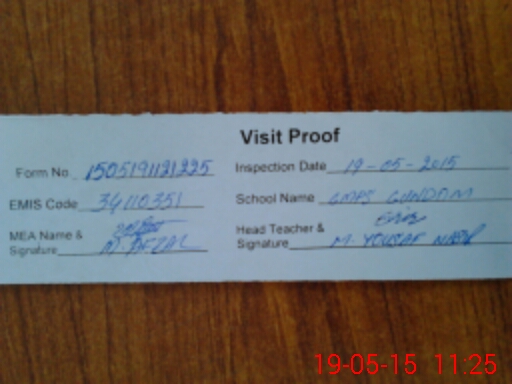 Visit Proof
Form No. 1505191121225 Inspection Date 19-05-2015
EMIS Code 34110351 School Name GMPS GUNDAM
MEA Name & Signature M. AFZAL Head Teacher & Signature M. YOUSAF
19-05-15 11:25